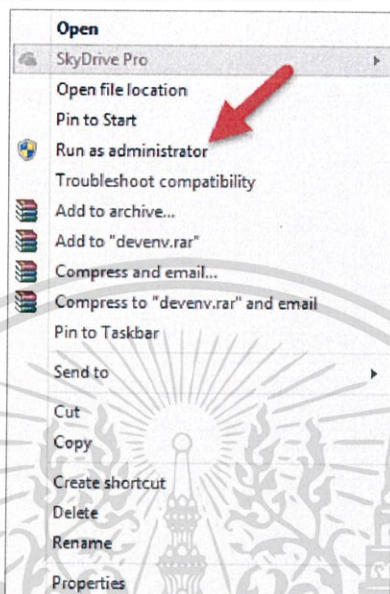 Open
SkyDrive Pro
Open file location
Pin to Start
Run as administrator
Troubleshoot compatibility
Add to archive...
Add to "devenv.rar"
Compress and email...
Compress to "devenv.rar" and email
Pin to Taskbar
Send to
Cut
Copy
Create shortcut
Delete
Rename
Properties